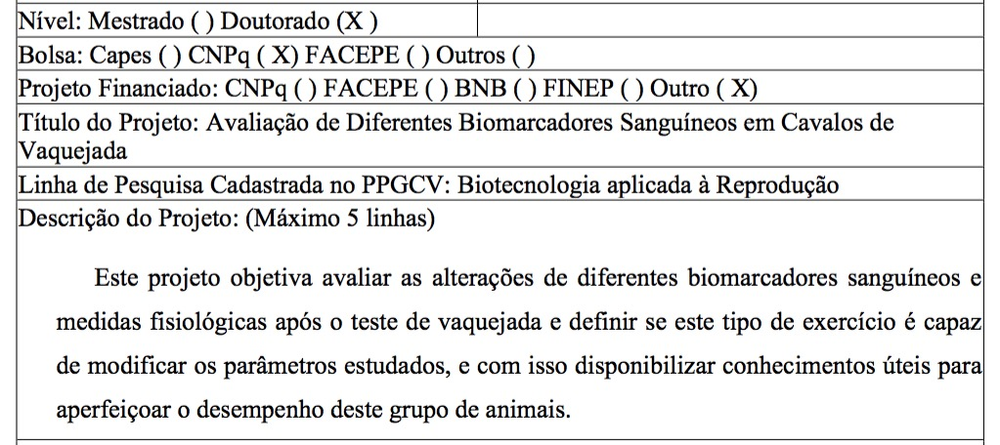 Nível: Mestrado ( ) Doutorado (X )
Bolsa: Capes ( ) CNPq ( X) FACEPE ( ) Outros ( )
Projeto Financiado: CNPq ( ) FACEPE ( ) BNB ( ) FINEP ( ) Outro ( X)
Título do Projeto: Avaliação de Diferentes Biomarcadores Sanguíneos em Cavalos de
Vaquejada
Linha de Pesquisa Cadastrada no PPGCV: Biotecnologia aplicada à Reprodução
Descrição do Projeto: (Máximo 5 linhas)
Este projeto objetiva avaliar as alterações de diferentes biomarcadores sanguíneos e
medidas fisiológicas após o teste de vaquejada e definir se este tipo de exercício é capaz
de modificar os parâmetros estudados, e com isso disponibilizar conhecimentos úteis para
aperfeiçoar o desempenho deste grupo de animais.